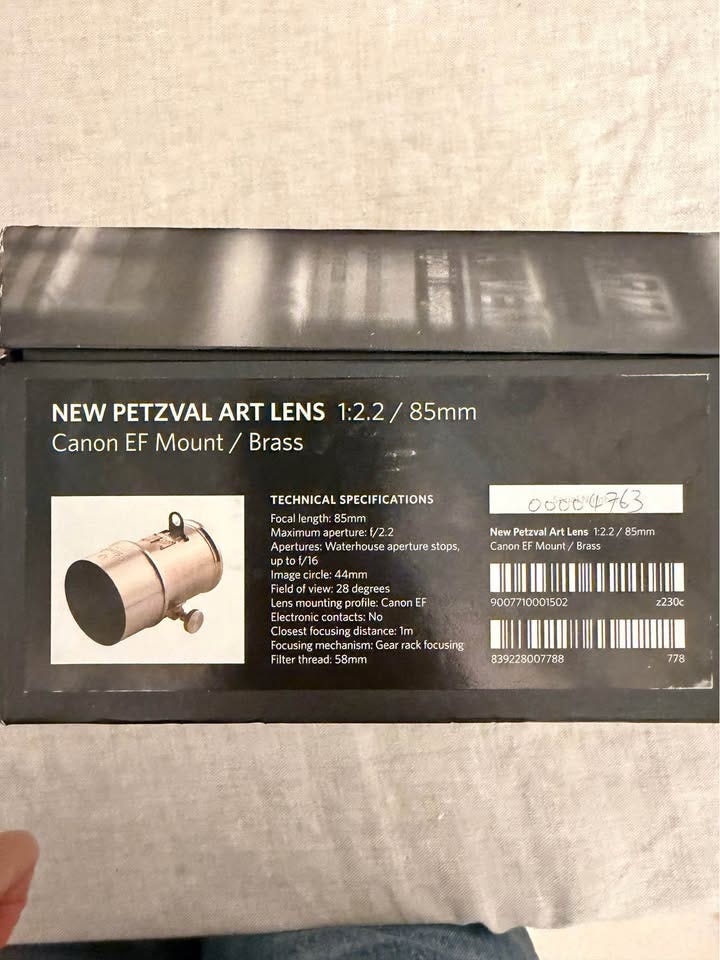 NEW PETZVAL ART LENS 1:2.2 / 85mm
Canon EF Mount / Brass
TECHNICAL SPECIFICATIONS
Focal length: 85mm
Maximum aperture: f/2.2
Apertures: Waterhouse aperture stops,
up to f/16
Image circle: 44mm
Field of view: 28 degrees
Lens mounting profile: Canon EF
Electronic contacts: No
Closest focusing distance: 1m
Focusing mechanism: Gear rack focusing
Filter thread: 58mm
00004763
New Petzval Art Lens 1:2.2 / 85mm
Canon EF Mount / Brass
9007710001502 z230c
839228007788 778